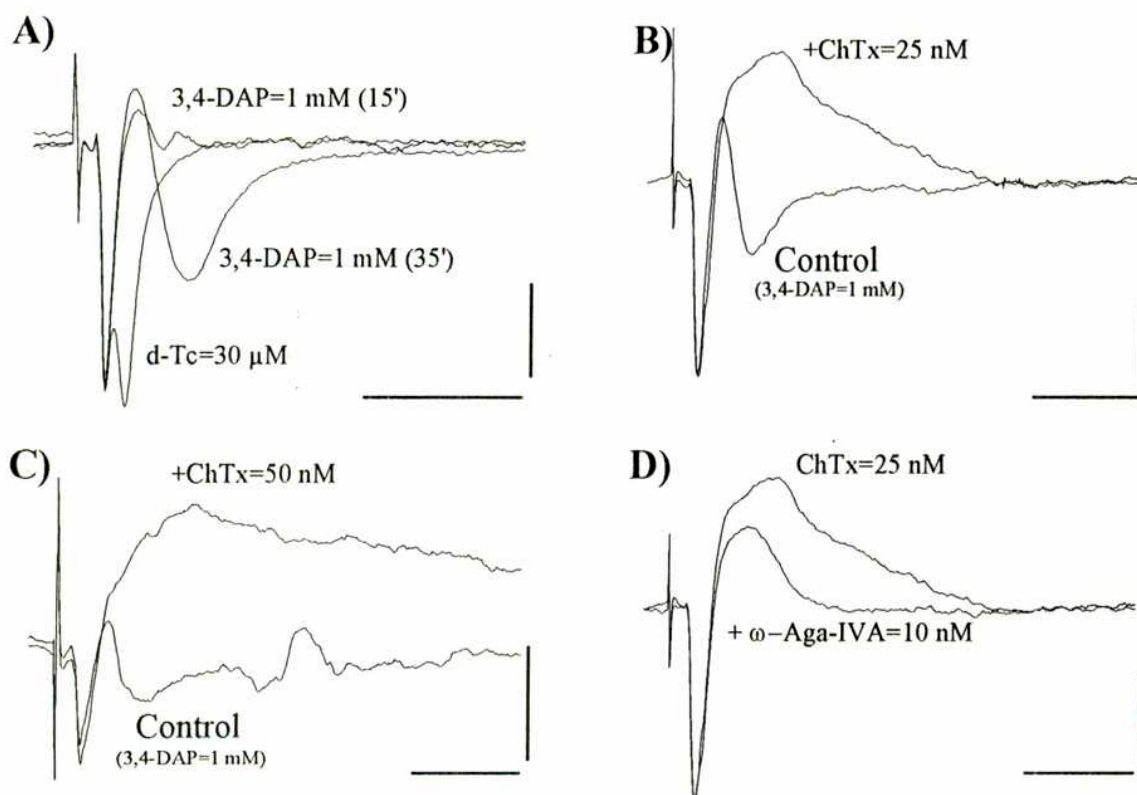 A)
3,4-DAP=1 mM (15')
3,4-DAP=1 mM (35')
d-Tc=30 µM
B)
+ChTx=25 nM
Control
(3,4-DAP=1 mM)
C)
+ChTx=50 nM
Control
(3,4-DAP=1 mM)
D)
ChTx=25 nM
+ ω–Aga-IVA=10 nM